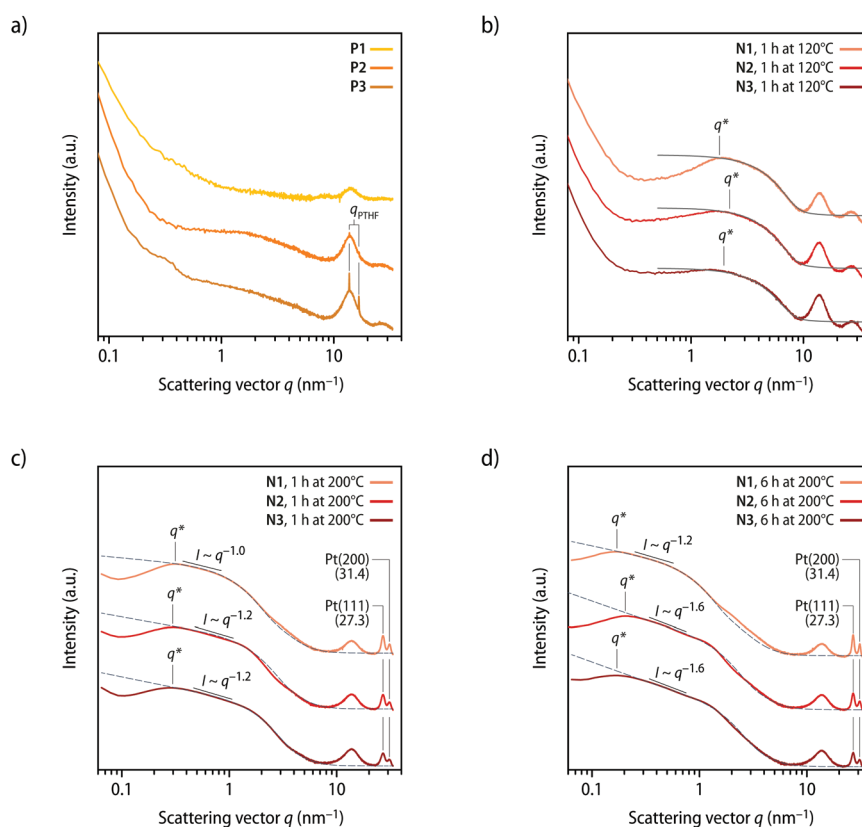 a)
P1
P2
P3
qPTHF
Intensity (a.u.)
0.1 1 10
Scattering vector q (nm⁻¹)
b)
N1, 1 h at 120°C
N2, 1 h at 120°C
N3, 1 h at 120°C
q*
q*
q*
Intensity (a.u.)
0.1 1 10
Scattering vector q (nm⁻¹)
c)
N1, 1 h at 200°C
N2, 1 h at 200°C
N3, 1 h at 200°C
q*
I ~ q⁻¹·⁰
Pt(200)
(31.4)
Pt(111)
(27.3)
q*
I ~ q⁻¹·²
q*
I ~ q⁻¹·²
Intensity (a.u.)
0.1 1 10
Scattering vector q (nm⁻¹)
d)
N1, 6 h at 200°C
N2, 6 h at 200°C
N3, 6 h at 200°C
q*
I ~ q⁻¹·²
Pt(200)
(31.4)
Pt(111)
(27.3)
q*
I ~ q⁻¹·⁶
q*
I ~ q⁻¹·⁶
Intensity (a.u.)
0.1 1 10
Scattering vector q (nm⁻¹)